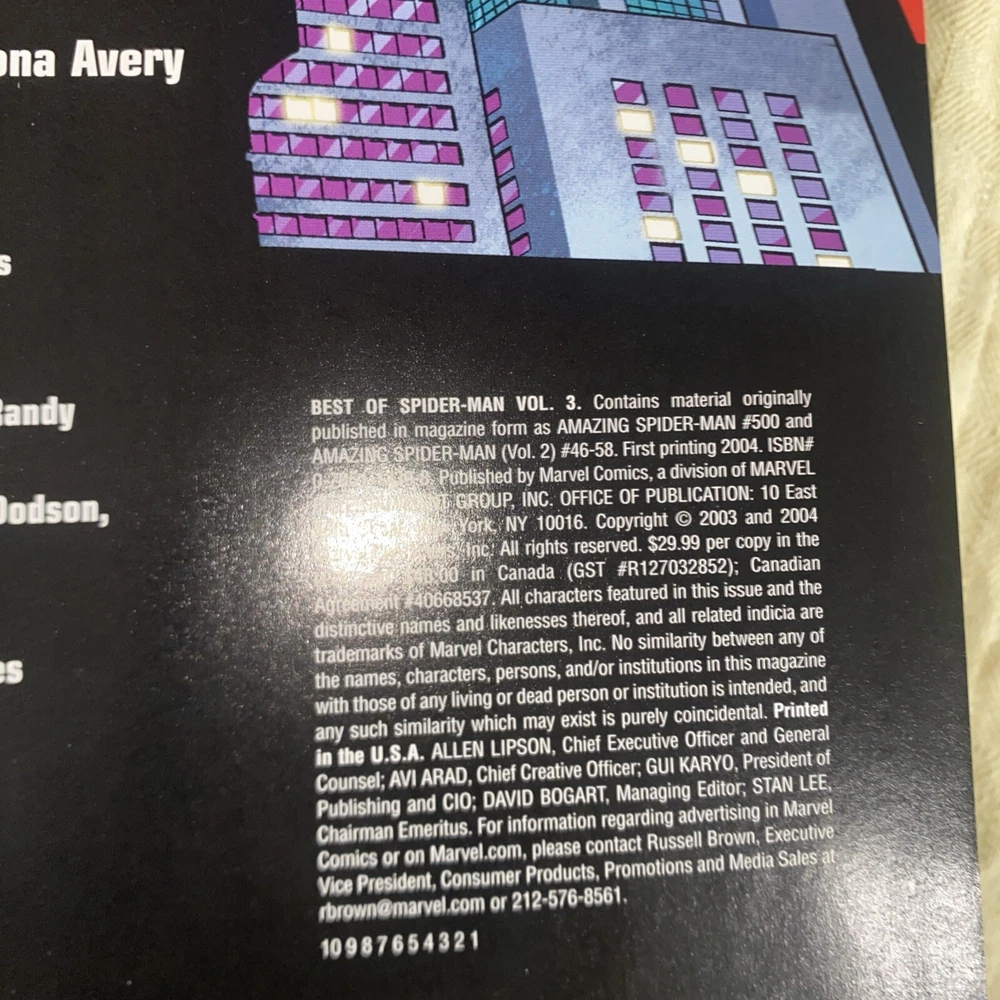 ona Avery
s
Randy
Dodson,
es
BEST OF SPIDER-MAN VOL. 3. Contains material originally
published in magazine form as AMAZING SPIDER-MAN #500 and
AMAZING SPIDER-MAN (Vol. 2) #46-58. First printing 2004. ISBN#
Published by Marvel Comics, a division of MARVEL
GROUP, INC. OFFICE OF PUBLICATION: 10 East
York, NY 10016. Copyright © 2003 and 2004
Inc. All rights reserved. $29.99 per copy in the
in Canada (GST #R127032852); Canadian
Agreement #40668537. All characters featured in this issue and the
distinctive names and likenesses thereof, and all related indicia are
trademarks of Marvel Characters, Inc. No similarity between any of
the names, characters, persons, and/or institutions in this magazine
with those of any living or dead person or institution is intended, and
any such similarity which may exist is purely coincidental. Printed
in the U.S.A. ALLEN LIPSON, Chief Executive Officer and General
Counsel; AVI ARAD, Chief Creative Officer; GUI KARYO, President of
Publishing and CIO; DAVID BOGART, Managing Editor; STAN LEE,
Chairman Emeritus. For information regarding advertising in Marvel
Comics or on Marvel.com, please contact Russell Brown, Executive
Vice President, Consumer Products, Promotions and Media Sales at
rbrown@marvel.com or 212-576-8561.
10 9 8 7 6 5 4 3 2 1